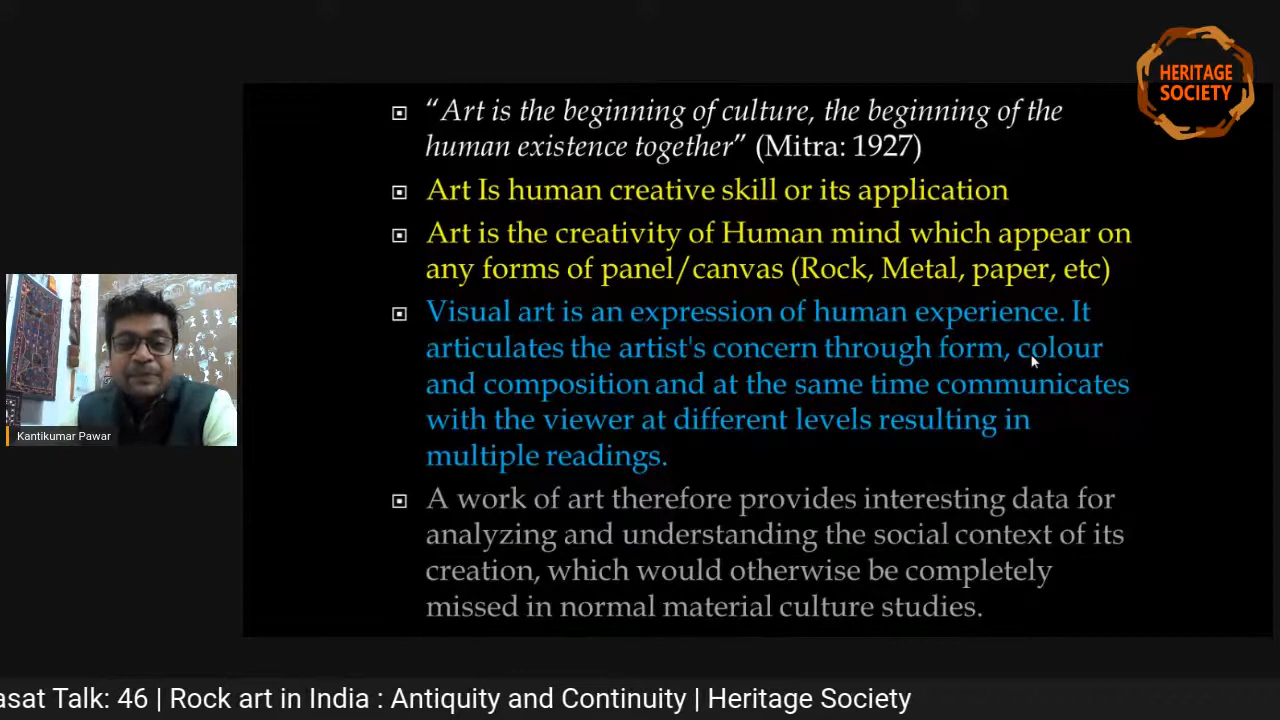 HERITAGE
SOCIETY
“Art is the beginning of culture, the beginning of the
human existence together” (Mitra: 1927)
Art Is human creative skill or its application
Art is the creativity of Human mind which appear on
any forms of panel/canvas (Rock, Metal, paper, etc)
Visual art is an expression of human experience. It
articulates the artist's concern through form, colour
and composition and at the same time communicates
with the viewer at different levels resulting in
multiple readings.
A work of art therefore provides interesting data for
analyzing and understanding the social context of its
creation, which would otherwise be completely
missed in normal material culture studies.
Kantikumar Pawar
asat Talk: 46 | Rock art in India : Antiquity and Continuity | Heritage Society